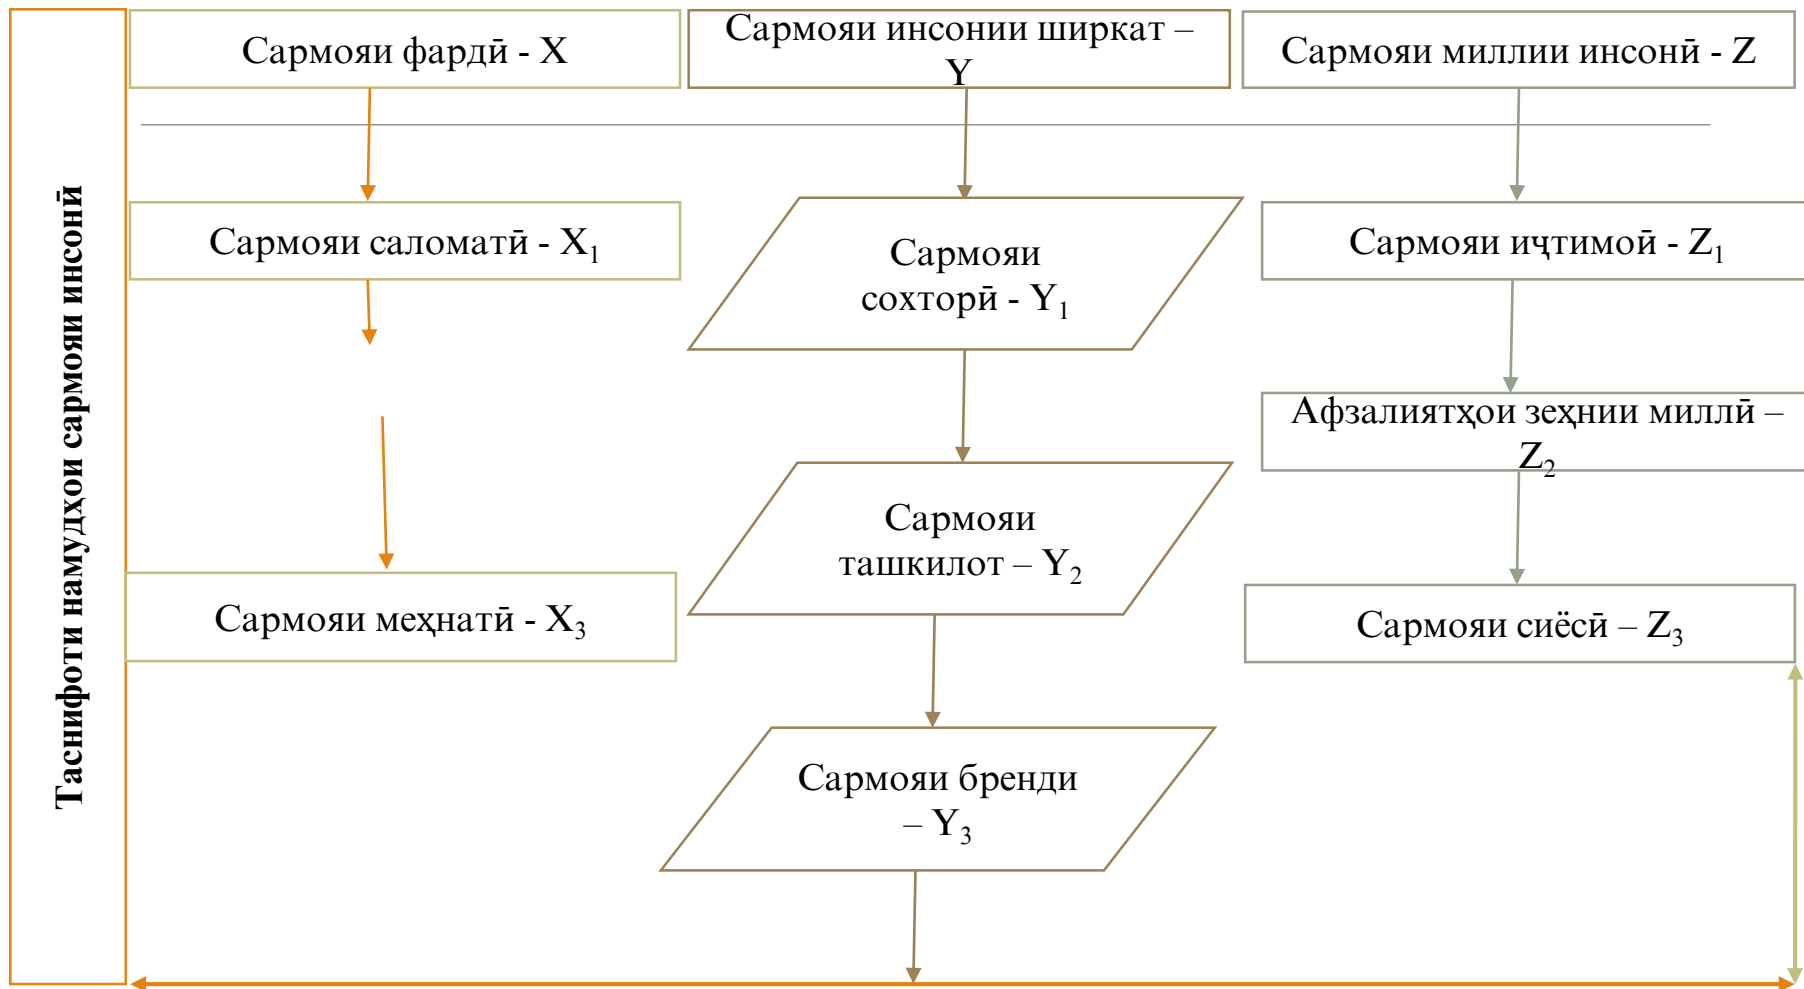 Таснифоти намудҳои сармояи инсонӣ
Сармояи фардӣ - X
Сармояи инсонии ширкат –
Y
Сармояи миллии инсонӣ - Z
Сармояи саломатӣ - X₁
Сармояи
сохторӣ - Y₁
Сармояи иҷтимоӣ - Z₁
Афзалиятҳои зеҳнии миллӣ –
Z₂
Сармояи
ташкилот – Y₂
Сармояи меҳнатӣ - X₃
Сармояи сиёсӣ – Z₃
Сармояи бренди
– Y₃